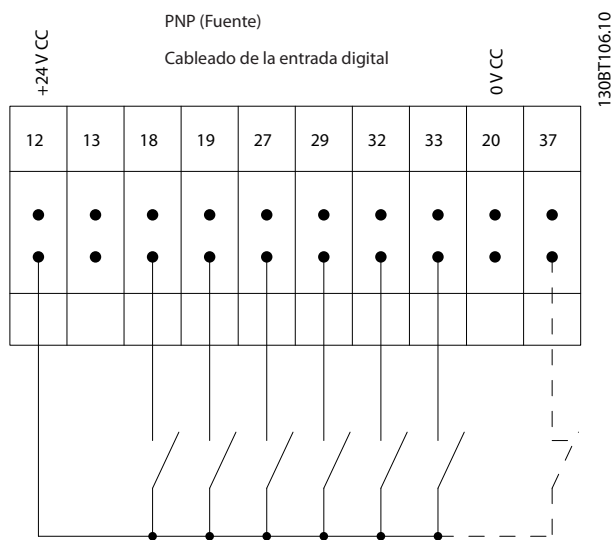 PNP (Fuente)
Cableado de la entrada digital
+24 V CC
0 V CC
130BT106.10
12 13 18 19 27 29 32 33 20 37